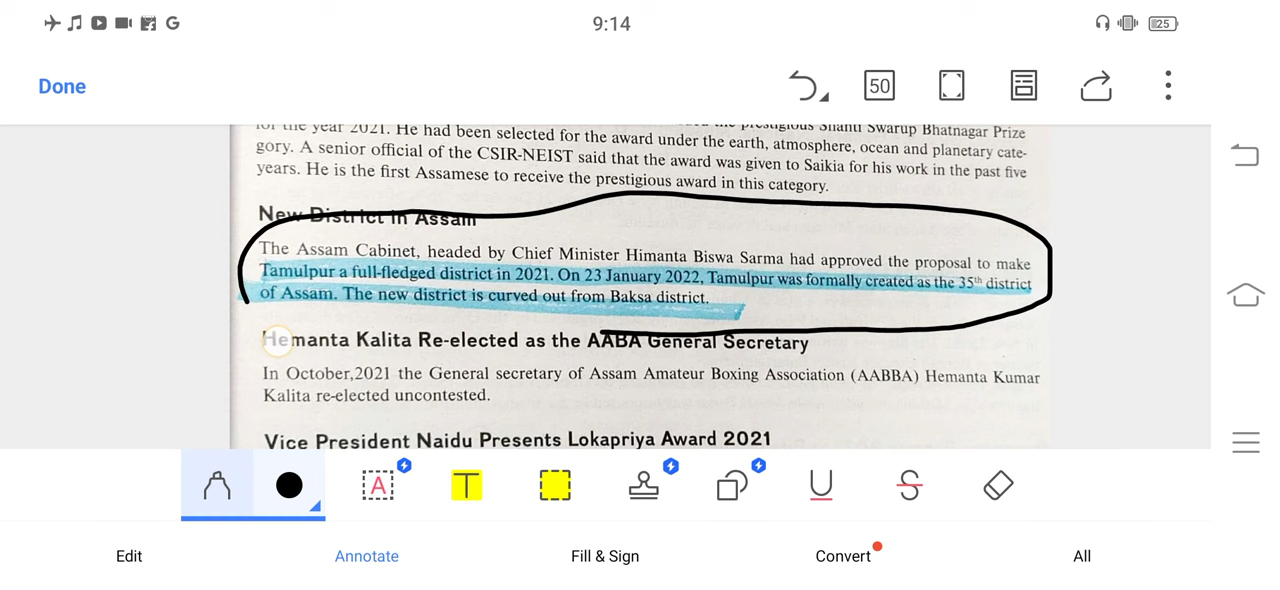 9:14
25
Done
50
for the year 2021. He had been selected for the award under the earth, atmosphere, ocean and planetary cate-
prestigious Shanti Swarup Bhatnagar Prize
gory. A senior official of the CSIR-NEIST said that the award was given to Saikia for his work in the past five
years. He is the first Assamese to receive the prestigious award in this category.
New District in Assam
The Assam Cabinet, headed by Chief Minister Himanta Biswa Sarma had approved the proposal to make
Tamulpur a full-fledged district in 2021. On 23 January 2022, Tamulpur was formally created as the 35th district
of Assam. The new district is curved out from Baksa district.
Hemanta Kalita Re-elected as the AABA General Secretary
In October,2021 the General secretary of Assam Amateur Boxing Association (AABBA) Hemanta Kumar
Kalita re-elected uncontested.
Vice President Naidu Presents Lokapriya Award 2021
A T U S
Edit Annotate Fill & Sign Convert All